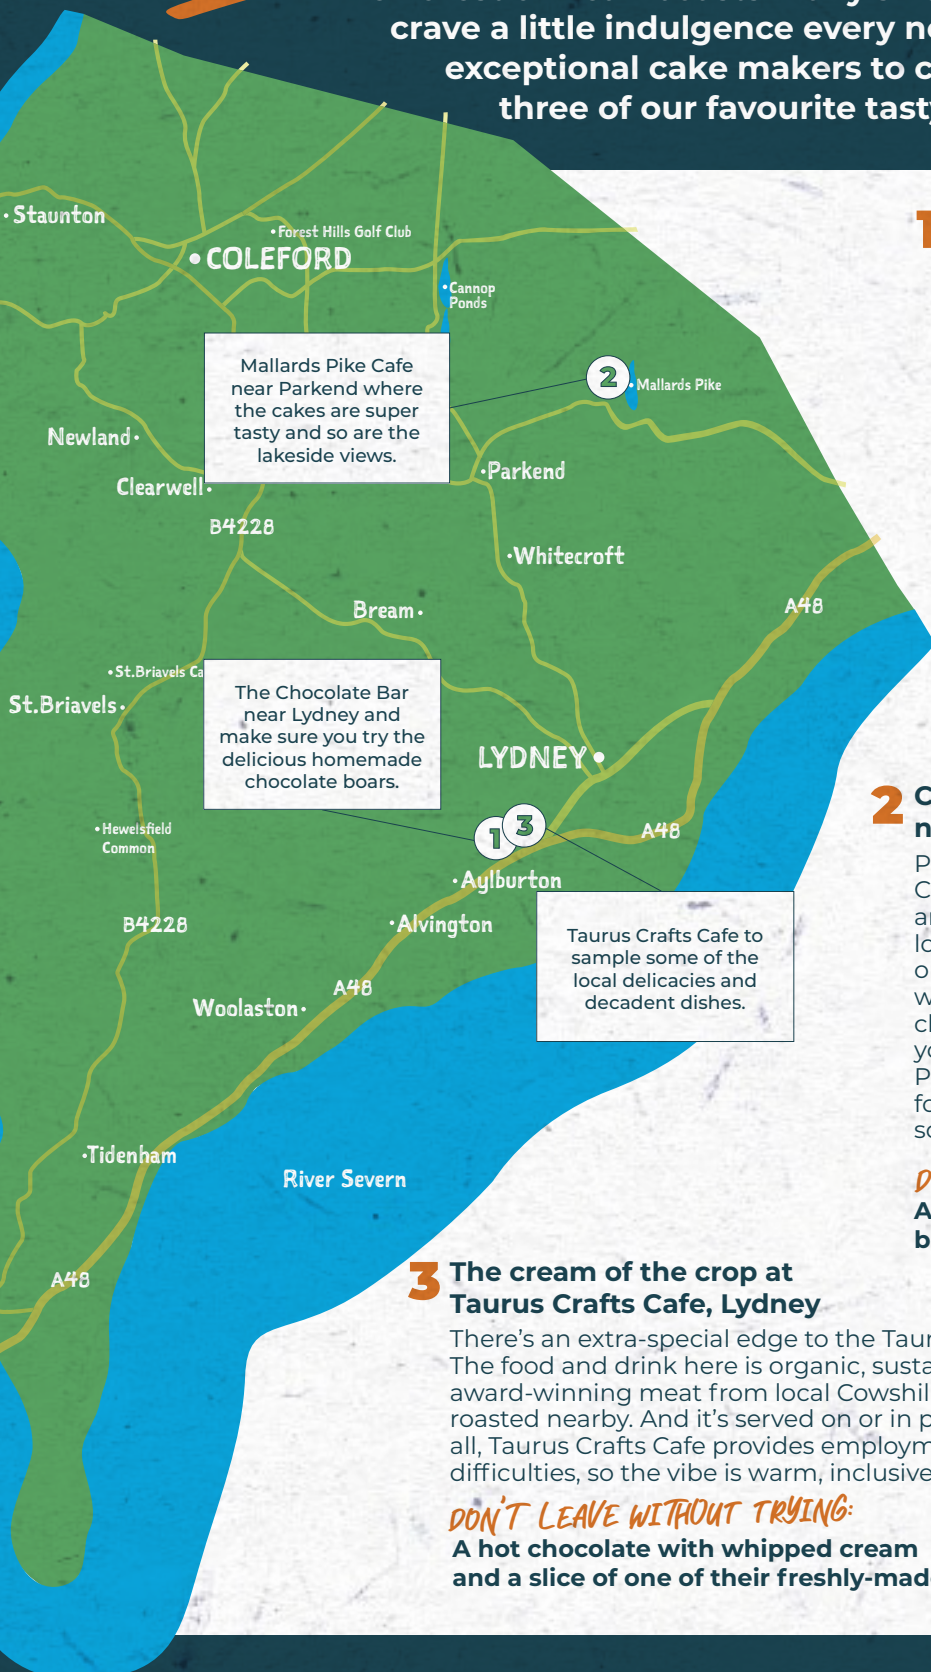 crave a little indulgence every
exceptional cake makers to
three of our favourite
Staunton
Forest Hills Golf Club
COLEFORD
Cannop
Ponds
Mallards Pike Cafe
near Parkend where
the cakes are super
tasty and so are the
lakeside views.
2
Mallards Pike
Newland
Parkend
Clearwell
B4228
Whitecroft
A48
Bream
St.Briavels
St.Briavels
The Chocolate Bar
near Lydney and
make sure you try the
delicious homemade
chocolate boars.
LYDNEY
1
3
A48
Hewelsfield
Common
Aylburton
B4228
Alvington
Taurus Crafts Cafe to
sample some of the
local delicacies and
decadent dishes.
A48
Woolaston
Tidenham
River Severn
A48
1
2
3 The cream of the crop at
Taurus Crafts Cafe, Lydney
There's an extra-special edge to the
The food and drink here is organic,
award-winning meat from local
roasted nearby. And it's served on or in
all, Taurus Crafts Cafe provides
difficulties, so the vibe is warm, inclusive
DON'T LEAVE WITHOUT TRYING:
A hot chocolate with whipped cream
and a slice of one of their